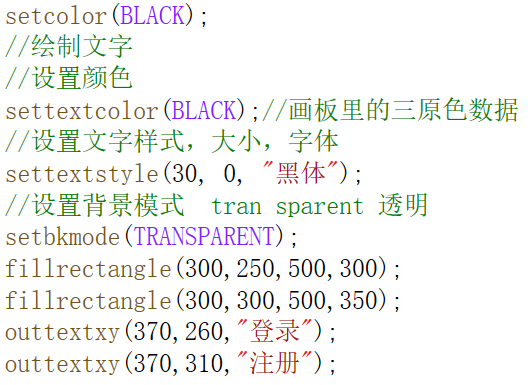 setcolor(BLACK);
//绘制文字
//设置颜色
settextcolor(BLACK);//画板里的三原色数据
//设置文字样式，大小，字体
settextstyle(30, 0, "黑体");
//设置背景模式  tran sparent 透明
setbkmode(TRANSPARENT);
fillrectangle(300,250,500,300);
fillrectangle(300,300,500,350);
outtextxy(370,260,"登录");
outtextxy(370,310,"注册");